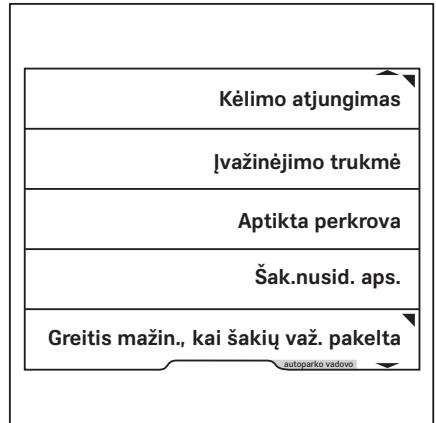 Kėlimo atjungimas
Įvažinėjimo trukmė
Aptikta perkrova
Šak.nusid. aps.
Greitis mažin., kai šakių važ. pakelta
autoparko vadovo